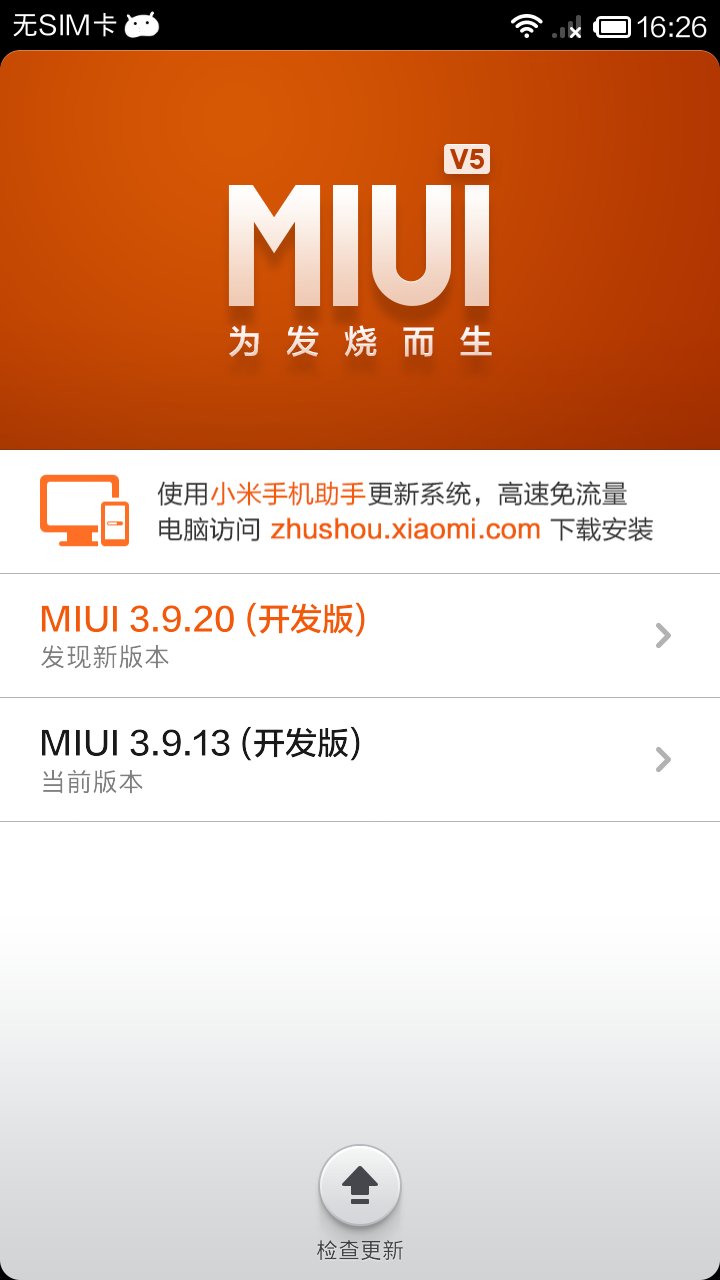 无SIM卡 16:26
V5
MIUI
为发烧而生
使用小米手机助手更新系统，高速免流量
电脑访问 zhushou.xiaomi.com 下载安装
MIUI 3.9.20 (开发版)
发现新版本
MIUI 3.9.13 (开发版)
当前版本
检查更新